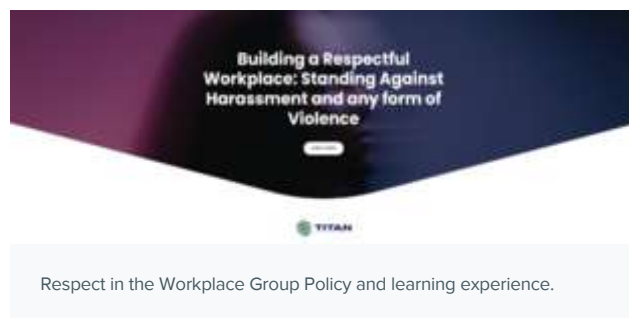 Building a Respectful
Workplace: Standing Against
Harassment and any form of
Violence
TITAN
Respect in the Workplace Group Policy and learning experience.